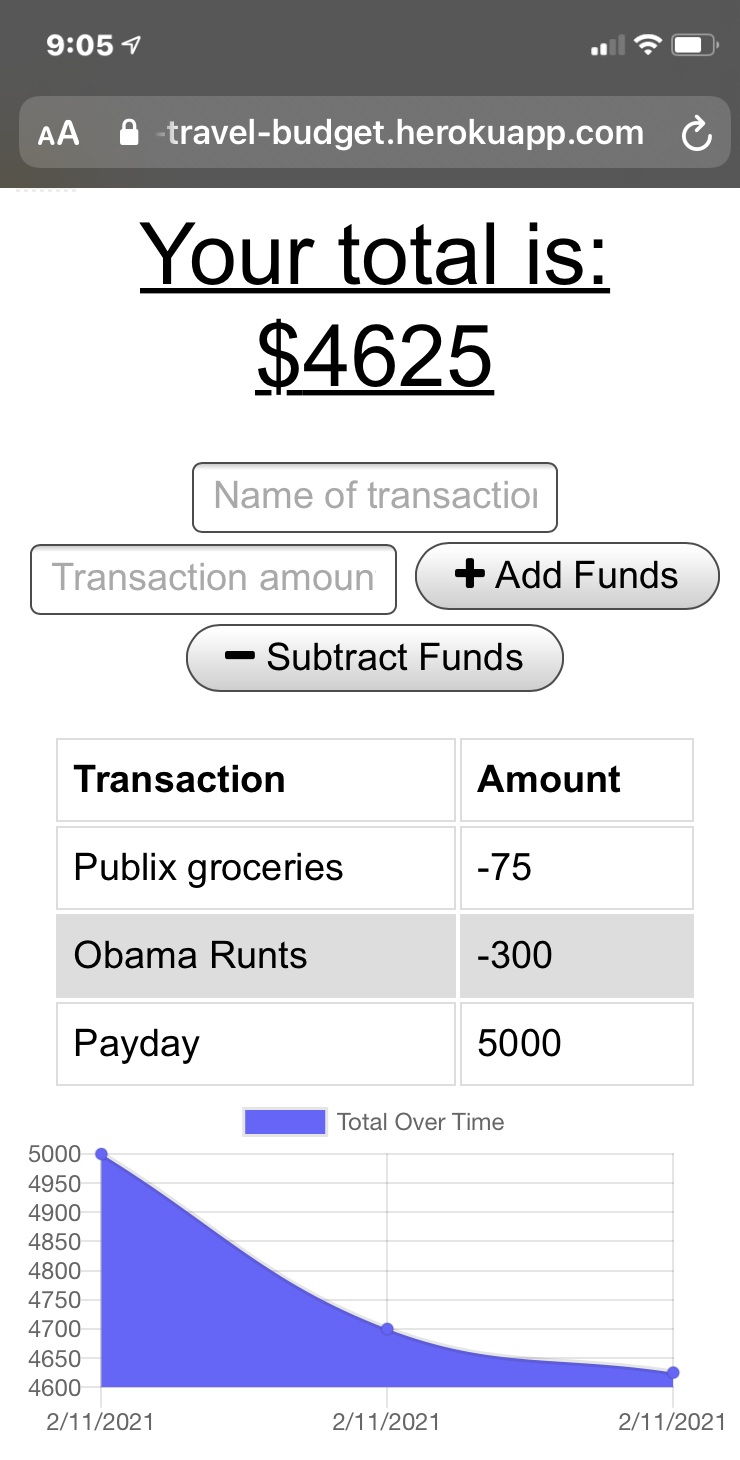 9:05
AA -travel-budget.herokuapp.com
Your total is:
$4625
Name of transactio
Transaction amoun
+ Add Funds
− Subtract Funds
Transaction Amount
Publix groceries -75
Obama Runts -300
Payday 5000
Total Over Time
5000
4950
4900
4850
4800
4750
4700
4650
4600
2/11/2021 2/11/2021 2/11/2021